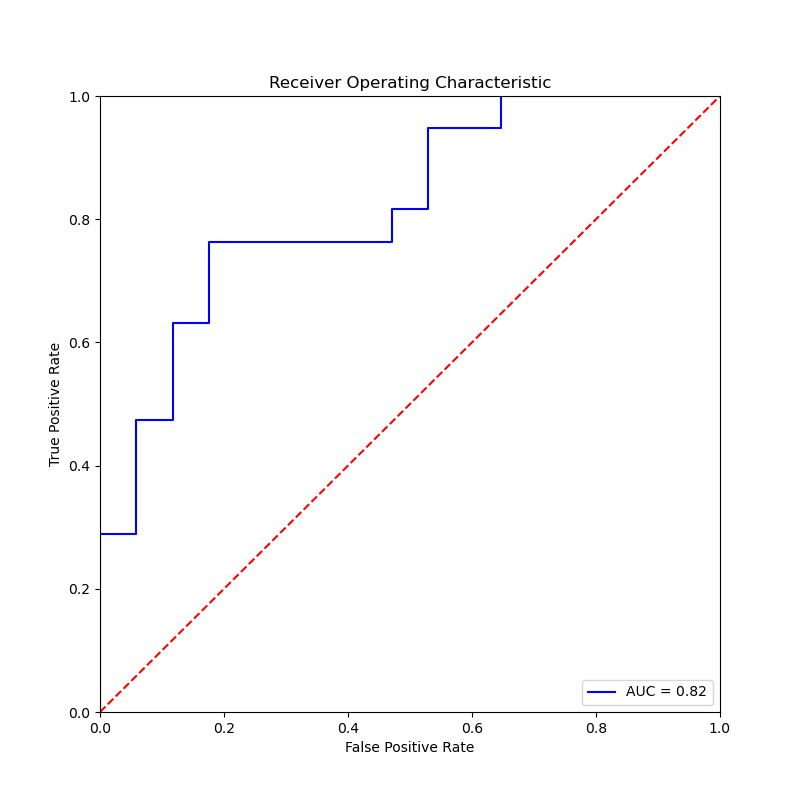 Receiver Operating Characteristic
True Positive Rate
1.0
0.8
0.6
0.4
0.2
0.0
AUC = 0.82
0.0 0.2 0.4 0.6 0.8 1.0
False Positive Rate